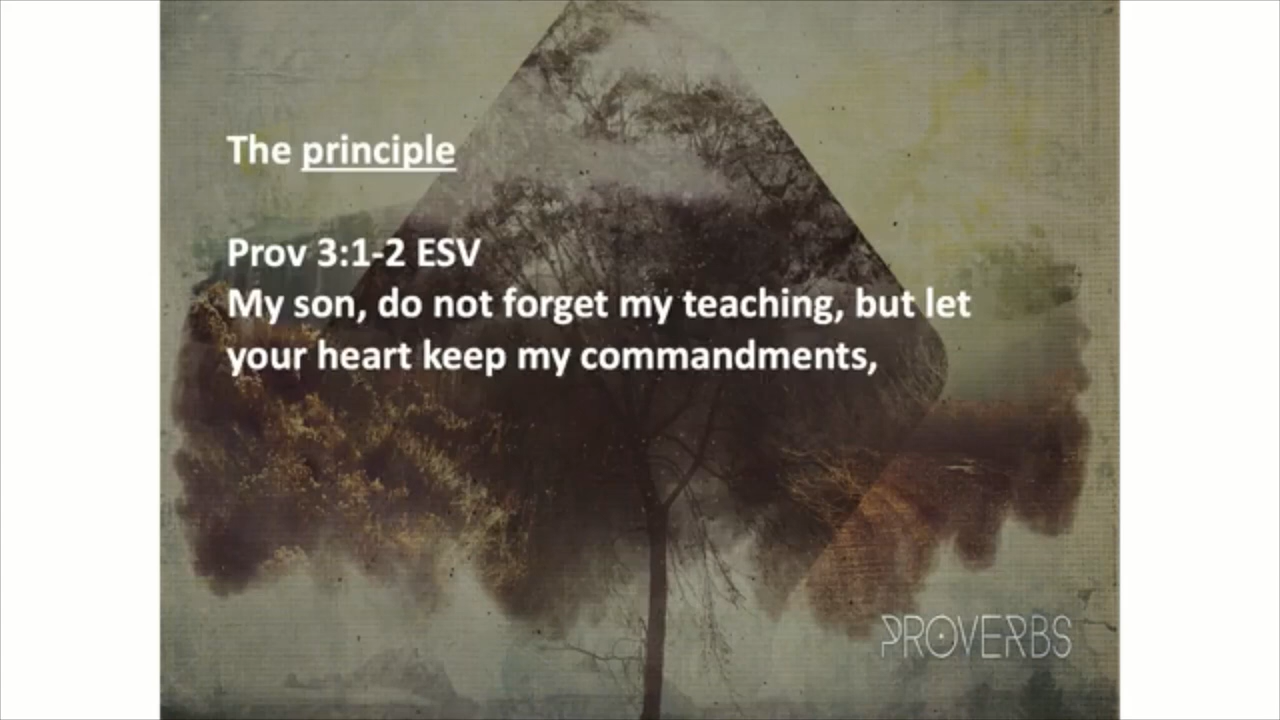 The principle
Prov 3:1-2 ESV
My son, do not forget my teaching, but let
your heart keep my commandments,
PROVERBS